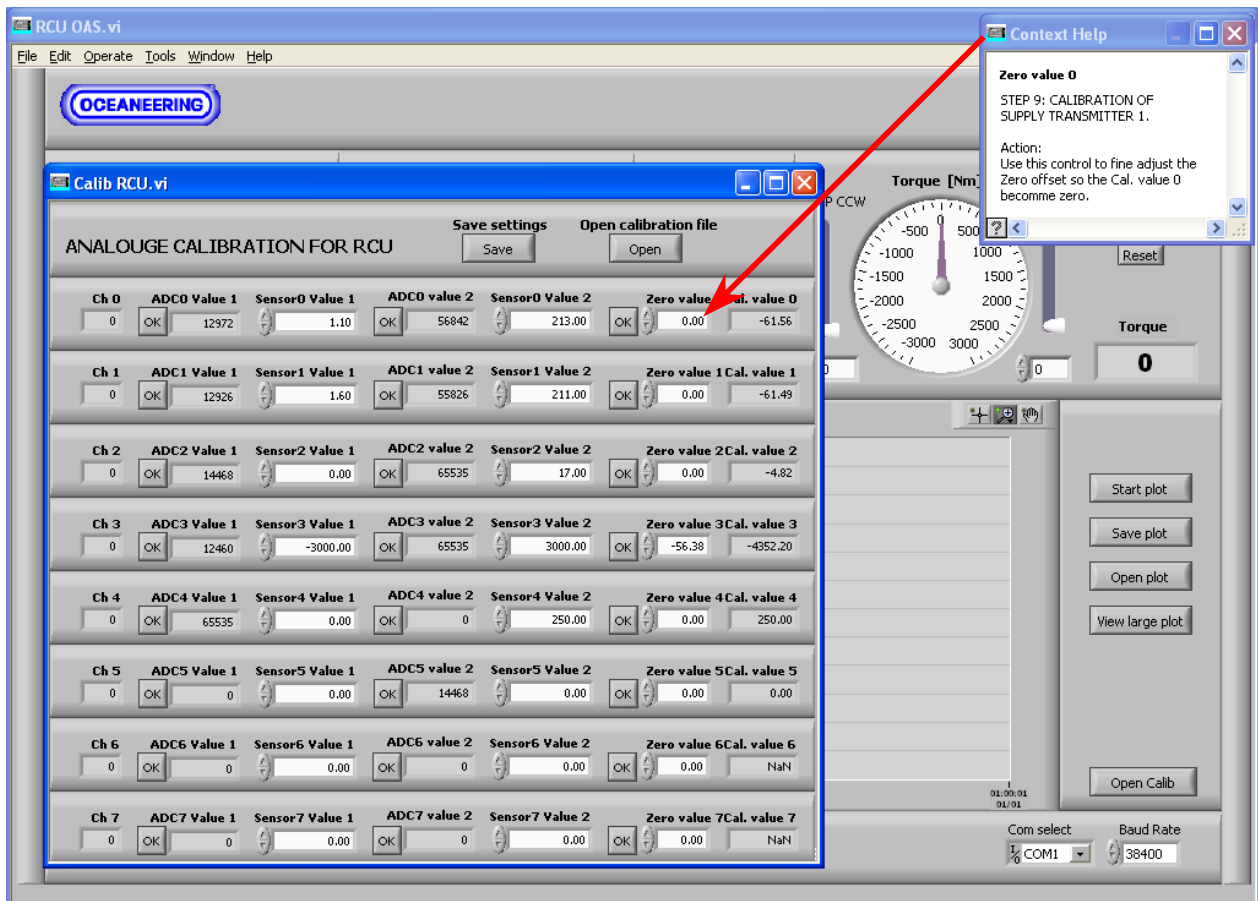 RCU OAS.vi
File Edit Operate Tools Window Help
OCEANEERING
Context Help
Zero value 0
STEP 9: CALIBRATION OF
SUPPLY TRANSMITTER 1.
Action:
Use this control to fine adjust the
Zero offset so the Cal. value 0
becomme zero.
?
Calib RCU.vi
ANALOUGE CALIBRATION FOR RCU
Save settings
Save
Open calibration file
Open
Ch 0 ADC0 Value 1 Sensor0 Value 1 ADC0 value 2 Sensor0 Value 2 Zero value value 0
0 OK 12972 1.10 OK 56842 213.00 OK 0.00 -61.56
Ch 1 ADC1 Value 1 Sensor1 Value 1 ADC1 value 2 Sensor1 Value 2 Zero value 1 Cal. value 1
0 OK 12926 1.60 OK 55826 211.00 OK 0.00 -61.49
Ch 2 ADC2 Value 1 Sensor2 Value 1 ADC2 value 2 Sensor2 Value 2 Zero value 2 Cal. value 2
0 OK 14468 0.00 OK 65535 17.00 OK 0.00 -4.82
Ch 3 ADC3 Value 1 Sensor3 Value 1 ADC3 value 2 Sensor3 Value 2 Zero value 3 Cal. value 3
0 OK 12460 -3000.00 OK 65535 3000.00 OK -56.38 -4352.20
Ch 4 ADC4 Value 1 Sensor4 Value 1 ADC4 value 2 Sensor4 Value 2 Zero value 4 Cal. value 4
0 OK 65535 0.00 OK 0 250.00 OK 0.00 250.00
Ch 5 ADC5 Value 1 Sensor5 Value 1 ADC5 value 2 Sensor5 Value 2 Zero value 5 Cal. value 5
0 OK 0 0.00 OK 14468 0.00 OK 0.00 0.00
Ch 6 ADC6 Value 1 Sensor6 Value 1 ADC6 value 2 Sensor6 Value 2 Zero value 6 Cal. value 6
0 OK 0 0.00 OK 0 0.00 OK 0.00 NaN
Ch 7 ADC7 Value 1 Sensor7 Value 1 ADC7 value 2 Sensor7 Value 2 Zero value 7 Cal. value 7
0 OK 0 0.00 OK 0 0.00 OK 0.00 NaN
P CCW
Torque [Nm]
0
-500 500
-1000 1000
-1500 1500
-2000 2000
-2500 2500
-3000 3000
0
Reset
Torque
0
Start plot
Save plot
Open plot
View large plot
01:00:01
01/01
Open Calib
Com select
COM1
Baud Rate
38400